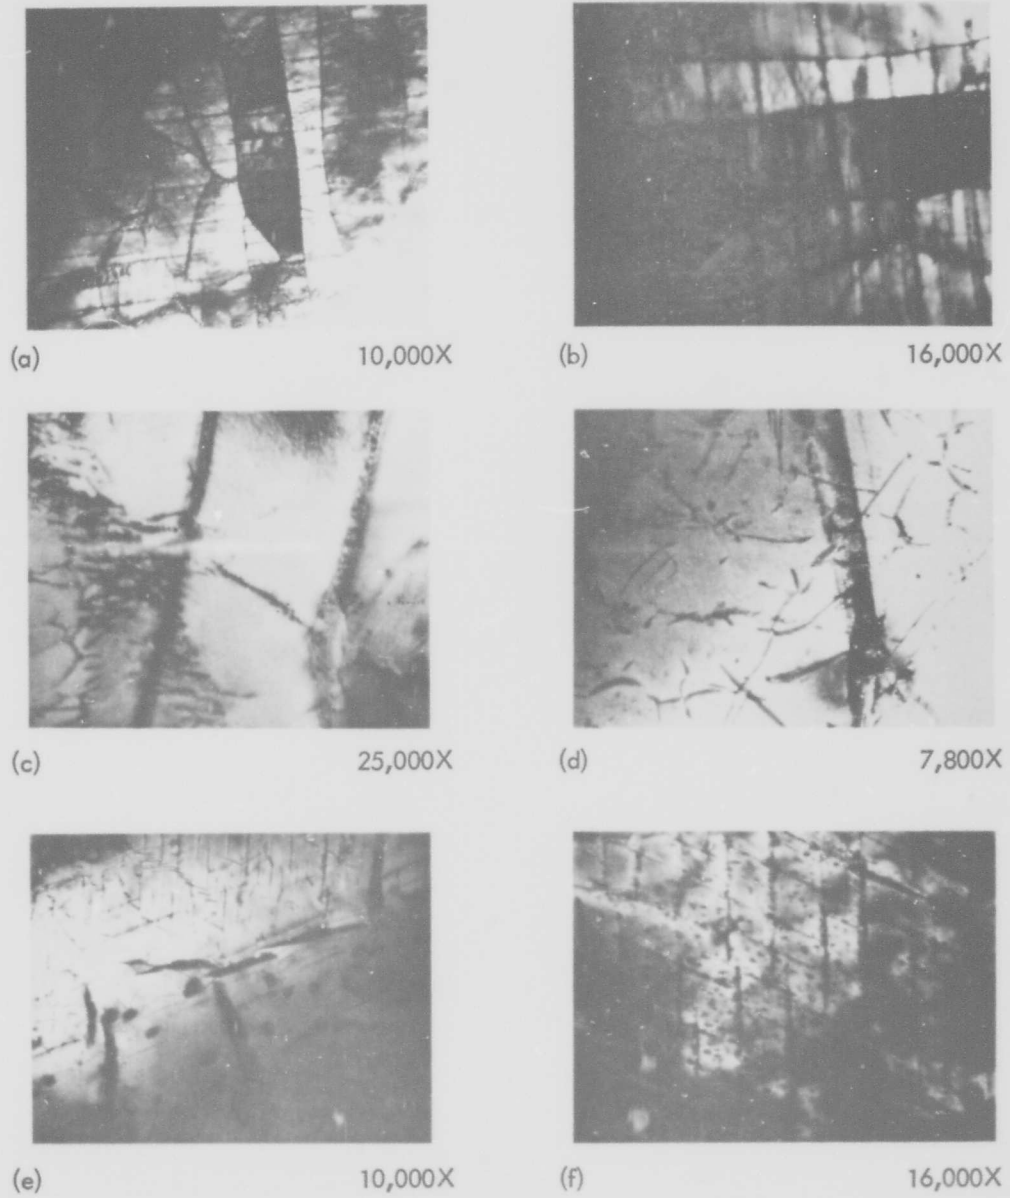 (a) 10,000X
(b) 16,000X
(c) 25,000X
(d) 7,800X
(e) 10,000X
(f) 16,000X